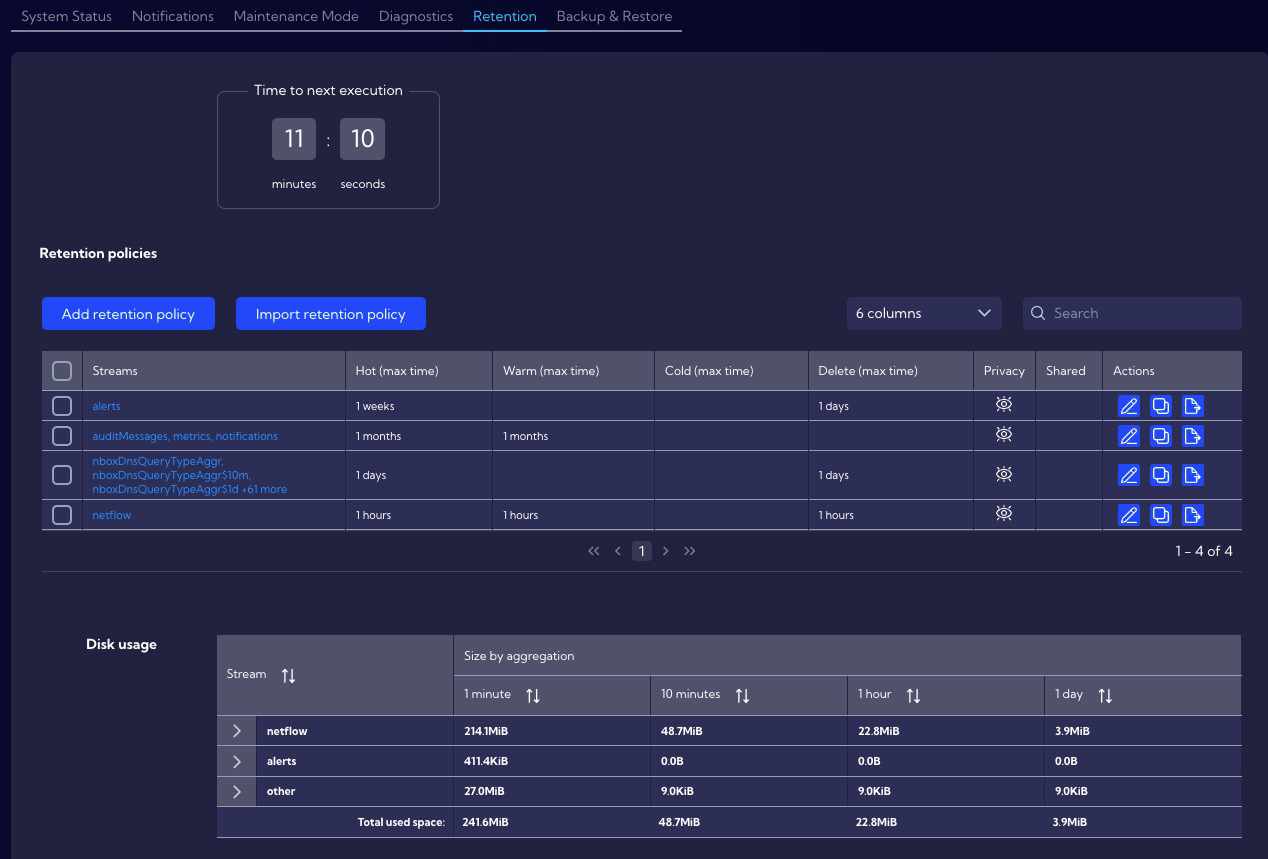 System Status Notifications Maintenance Mode Diagnostics Retention Backup & Restore
Time to next execution
11 : 10
minutes seconds
Retention policies
Add retention policy Import retention policy 6 columns Search
Streams Hot (max time) Warm (max time) Cold (max time) Delete (max time) Privacy Shared Actions
alerts 1 weeks 1 days
auditMessages, metrics, notifications 1 months 1 months
nboxDnsQueryTypeAggr,
nboxDnsQueryTypeAggr$10m,
nboxDnsQueryTypeAggr$1d +61 more 1 days 1 days
netflow 1 hours 1 hours 1 hours
<< < 1 > >> 1 – 4 of 4
Disk usage
Stream Size by aggregation
1 minute 10 minutes 1 hour 1 day
netflow 214.1MiB 48.7MiB 22.8MiB 3.9MiB
alerts 411.4KiB 0.0B 0.0B 0.0B
other 27.0MiB 9.0KiB 9.0KiB 9.0KiB
Total used space: 241.6MiB 48.7MiB 22.8MiB 3.9MiB